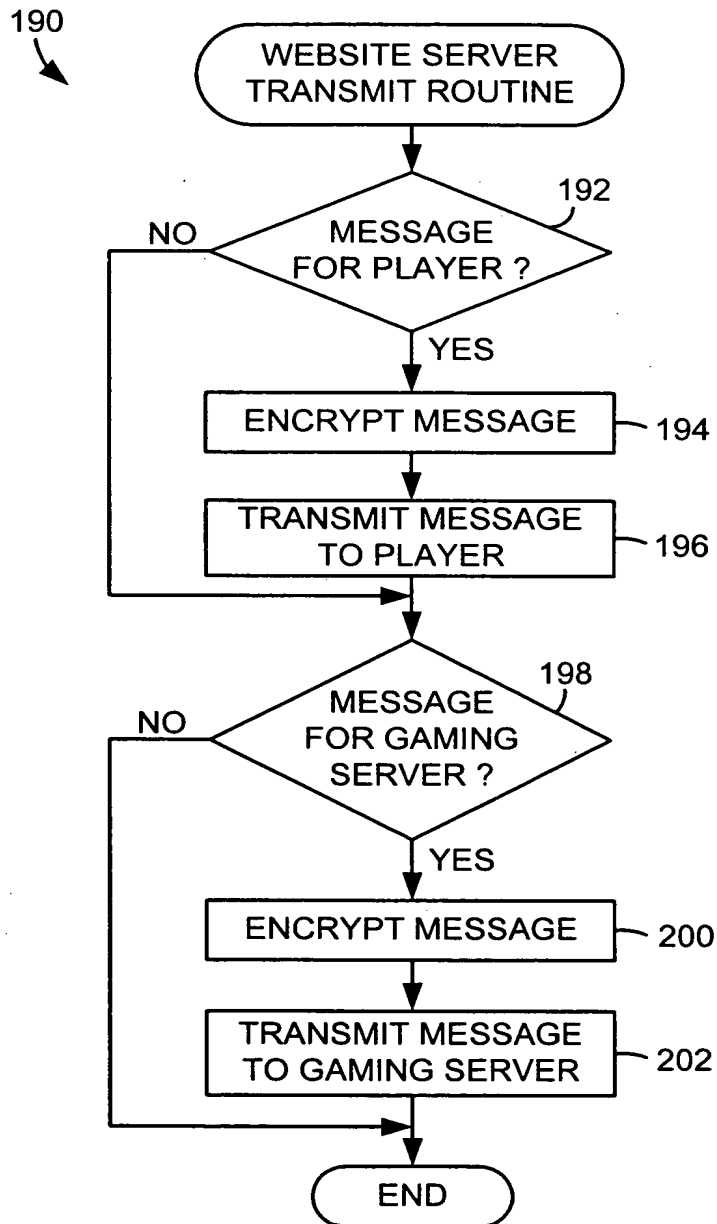 190
WEBSITE SERVER
TRANSMIT ROUTINE
192
NO
MESSAGE
FOR PLAYER ?
YES
ENCRYPT MESSAGE
194
TRANSMIT MESSAGE
TO PLAYER
196
198
NO
MESSAGE
FOR GAMING
SERVER ?
YES
ENCRYPT MESSAGE
200
TRANSMIT MESSAGE
TO GAMING SERVER
202
END